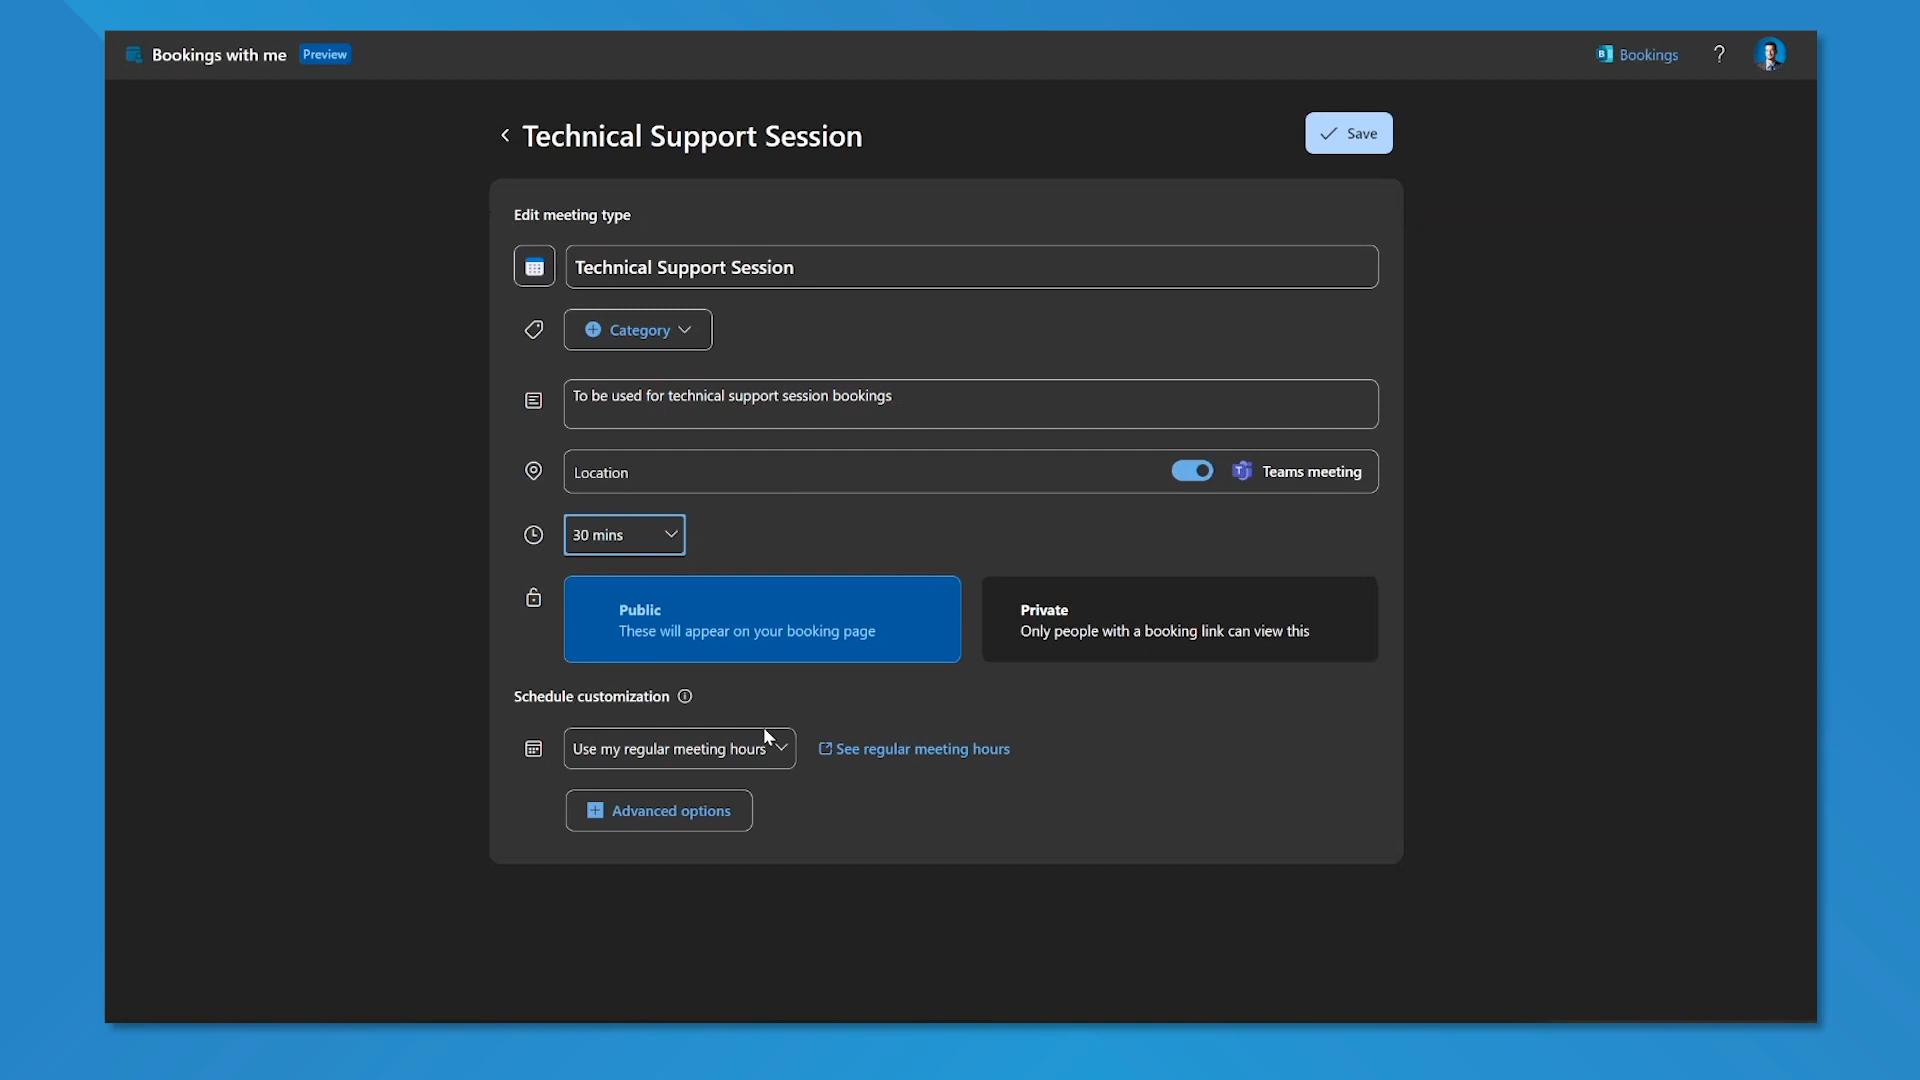 Bookings with me Preview
Bookings ?
Technical Support Session
Save
Edit meeting type
Technical Support Session
Category
To be used for technical support session bookings
Location
Teams meeting
30 mins
Public
These will appear on your booking page
Private
Only people with a booking link can view this
Schedule customization
Use my regular meeting hours
See regular meeting hours
Advanced options